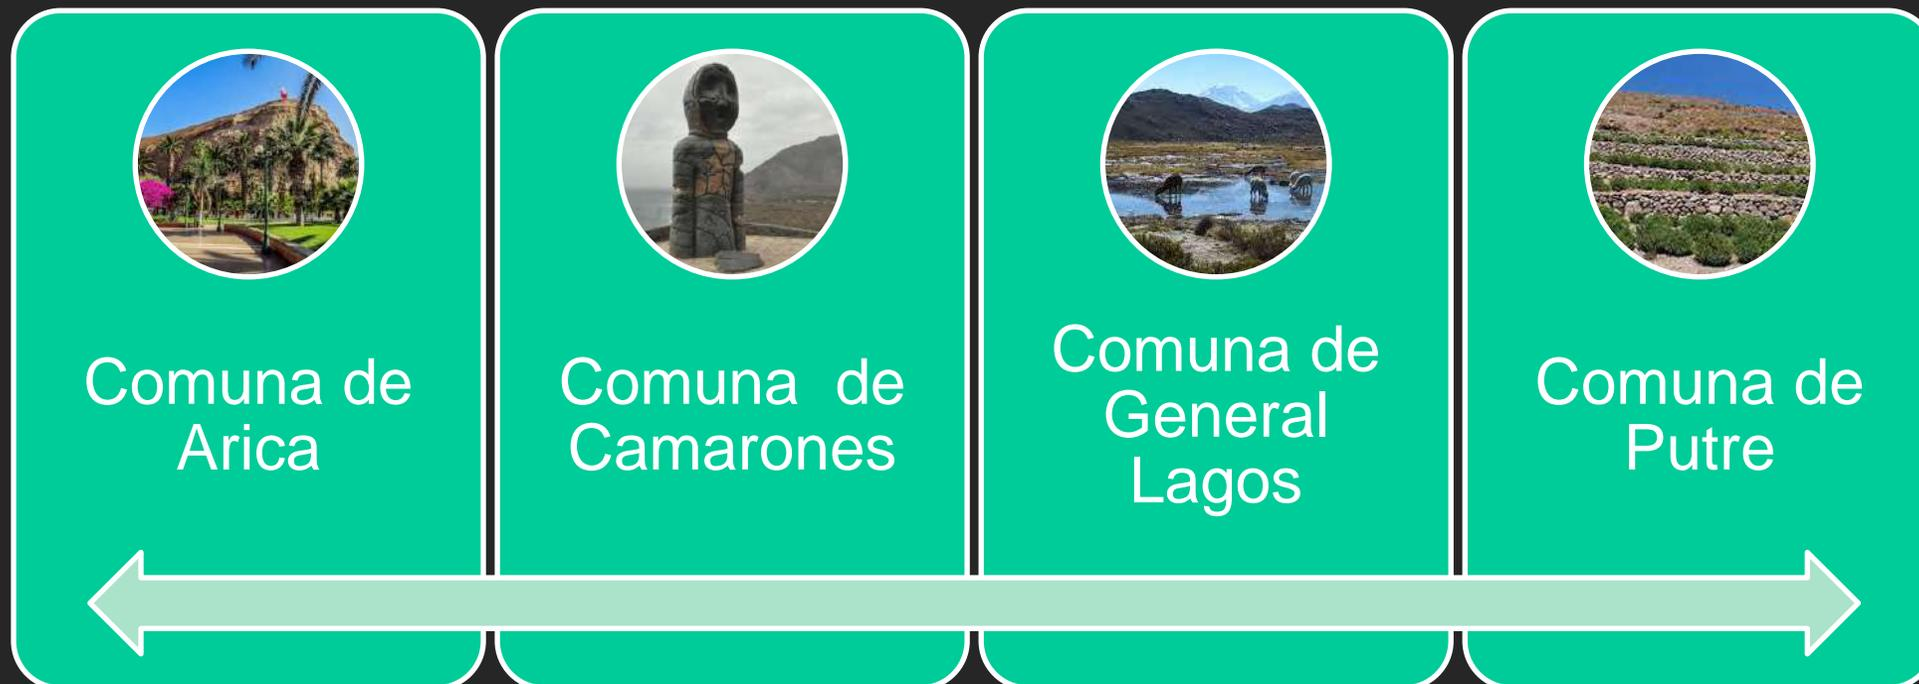 Comuna de
Arica
Comuna  de
Camarones
Comuna de
General
Lagos
Comuna de
Putre